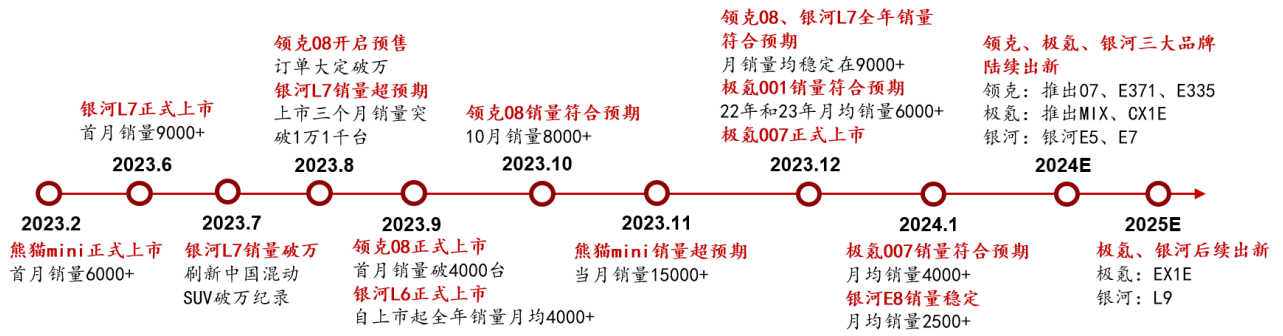 2023.2
熊猫mini正式上市
首月销量6000+
银河L7正式上市
首月销量9000+
2023.6
2023.7
银河L7销量破万
刷新中国混动
SUV破万纪录
领克08开启预售
订单大定破万
银河L7销量超预期
上市三个月销量突
破1万1千台
2023.8
2023.9
领克08正式上市
首月销量破4000台
银河L6正式上市
自上市起全年销量月均4000+
领克08销量符合预期
10月销量8000+
2023.10
2023.11
熊猫mini销量超预期
当月销量15000+
领克08、银河L7全年销量
符合预期
月销量均稳定在9000+
极氪001销量符合预期
22年和23年月均销量6000+
极氪007正式上市
2023.12
2024.1
极氪007销量符合预期
月均销量4000+
银河E8销量稳定
月均销量2500+
领克、极氪、银河三大品牌
陆续出新
领克：推出07、E371、E335
极氪：推出MIX、CX1E
银河：银河E5、E7
2024E
2025E
极氪、银河后续出新
极氪：EX1E
银河：L9